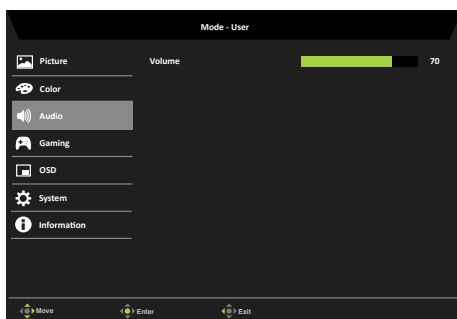 Mode - User
Picture
Volume 70
Color
Audio
Gaming
OSD
System
Information
Move Enter Exit